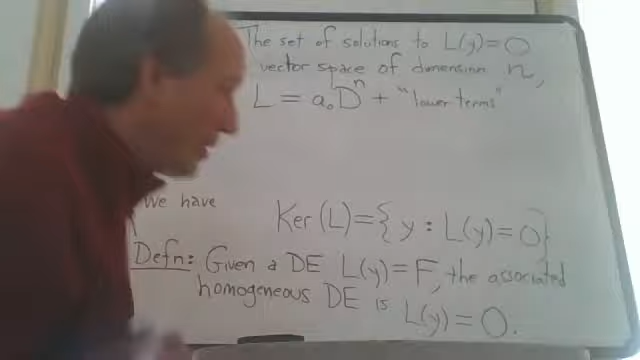 The set of solutions to L(y)=0
vector space of dimension n,
L = a₀Dⁿ + "lower terms"
We have
Ker(L)={y : L(y)=0}
Defn: Given a DE L(y)=F, the associated
homogeneous DE is L(y)=0.